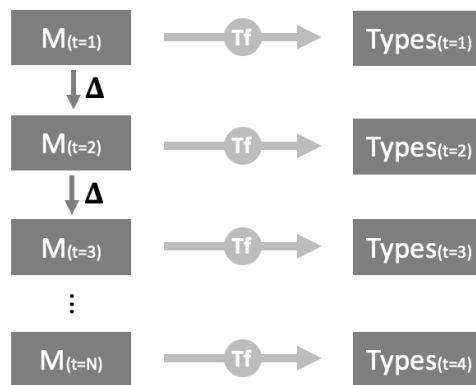 M(t=1) Tf Types(t=1)
Δ
M(t=2) Tf Types(t=2)
Δ
M(t=3) Tf Types(t=3)
⋮
M(t=N) Tf Types(t=4)